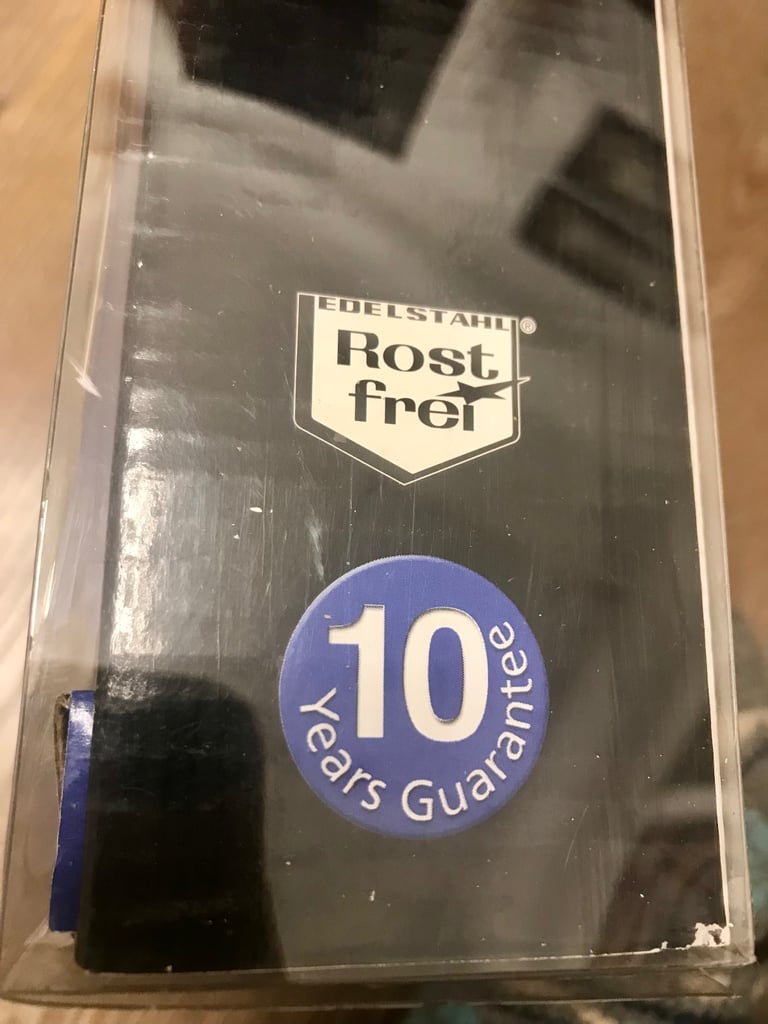 EDELSTAHL®
Rost
frei
10
Years Guarantee